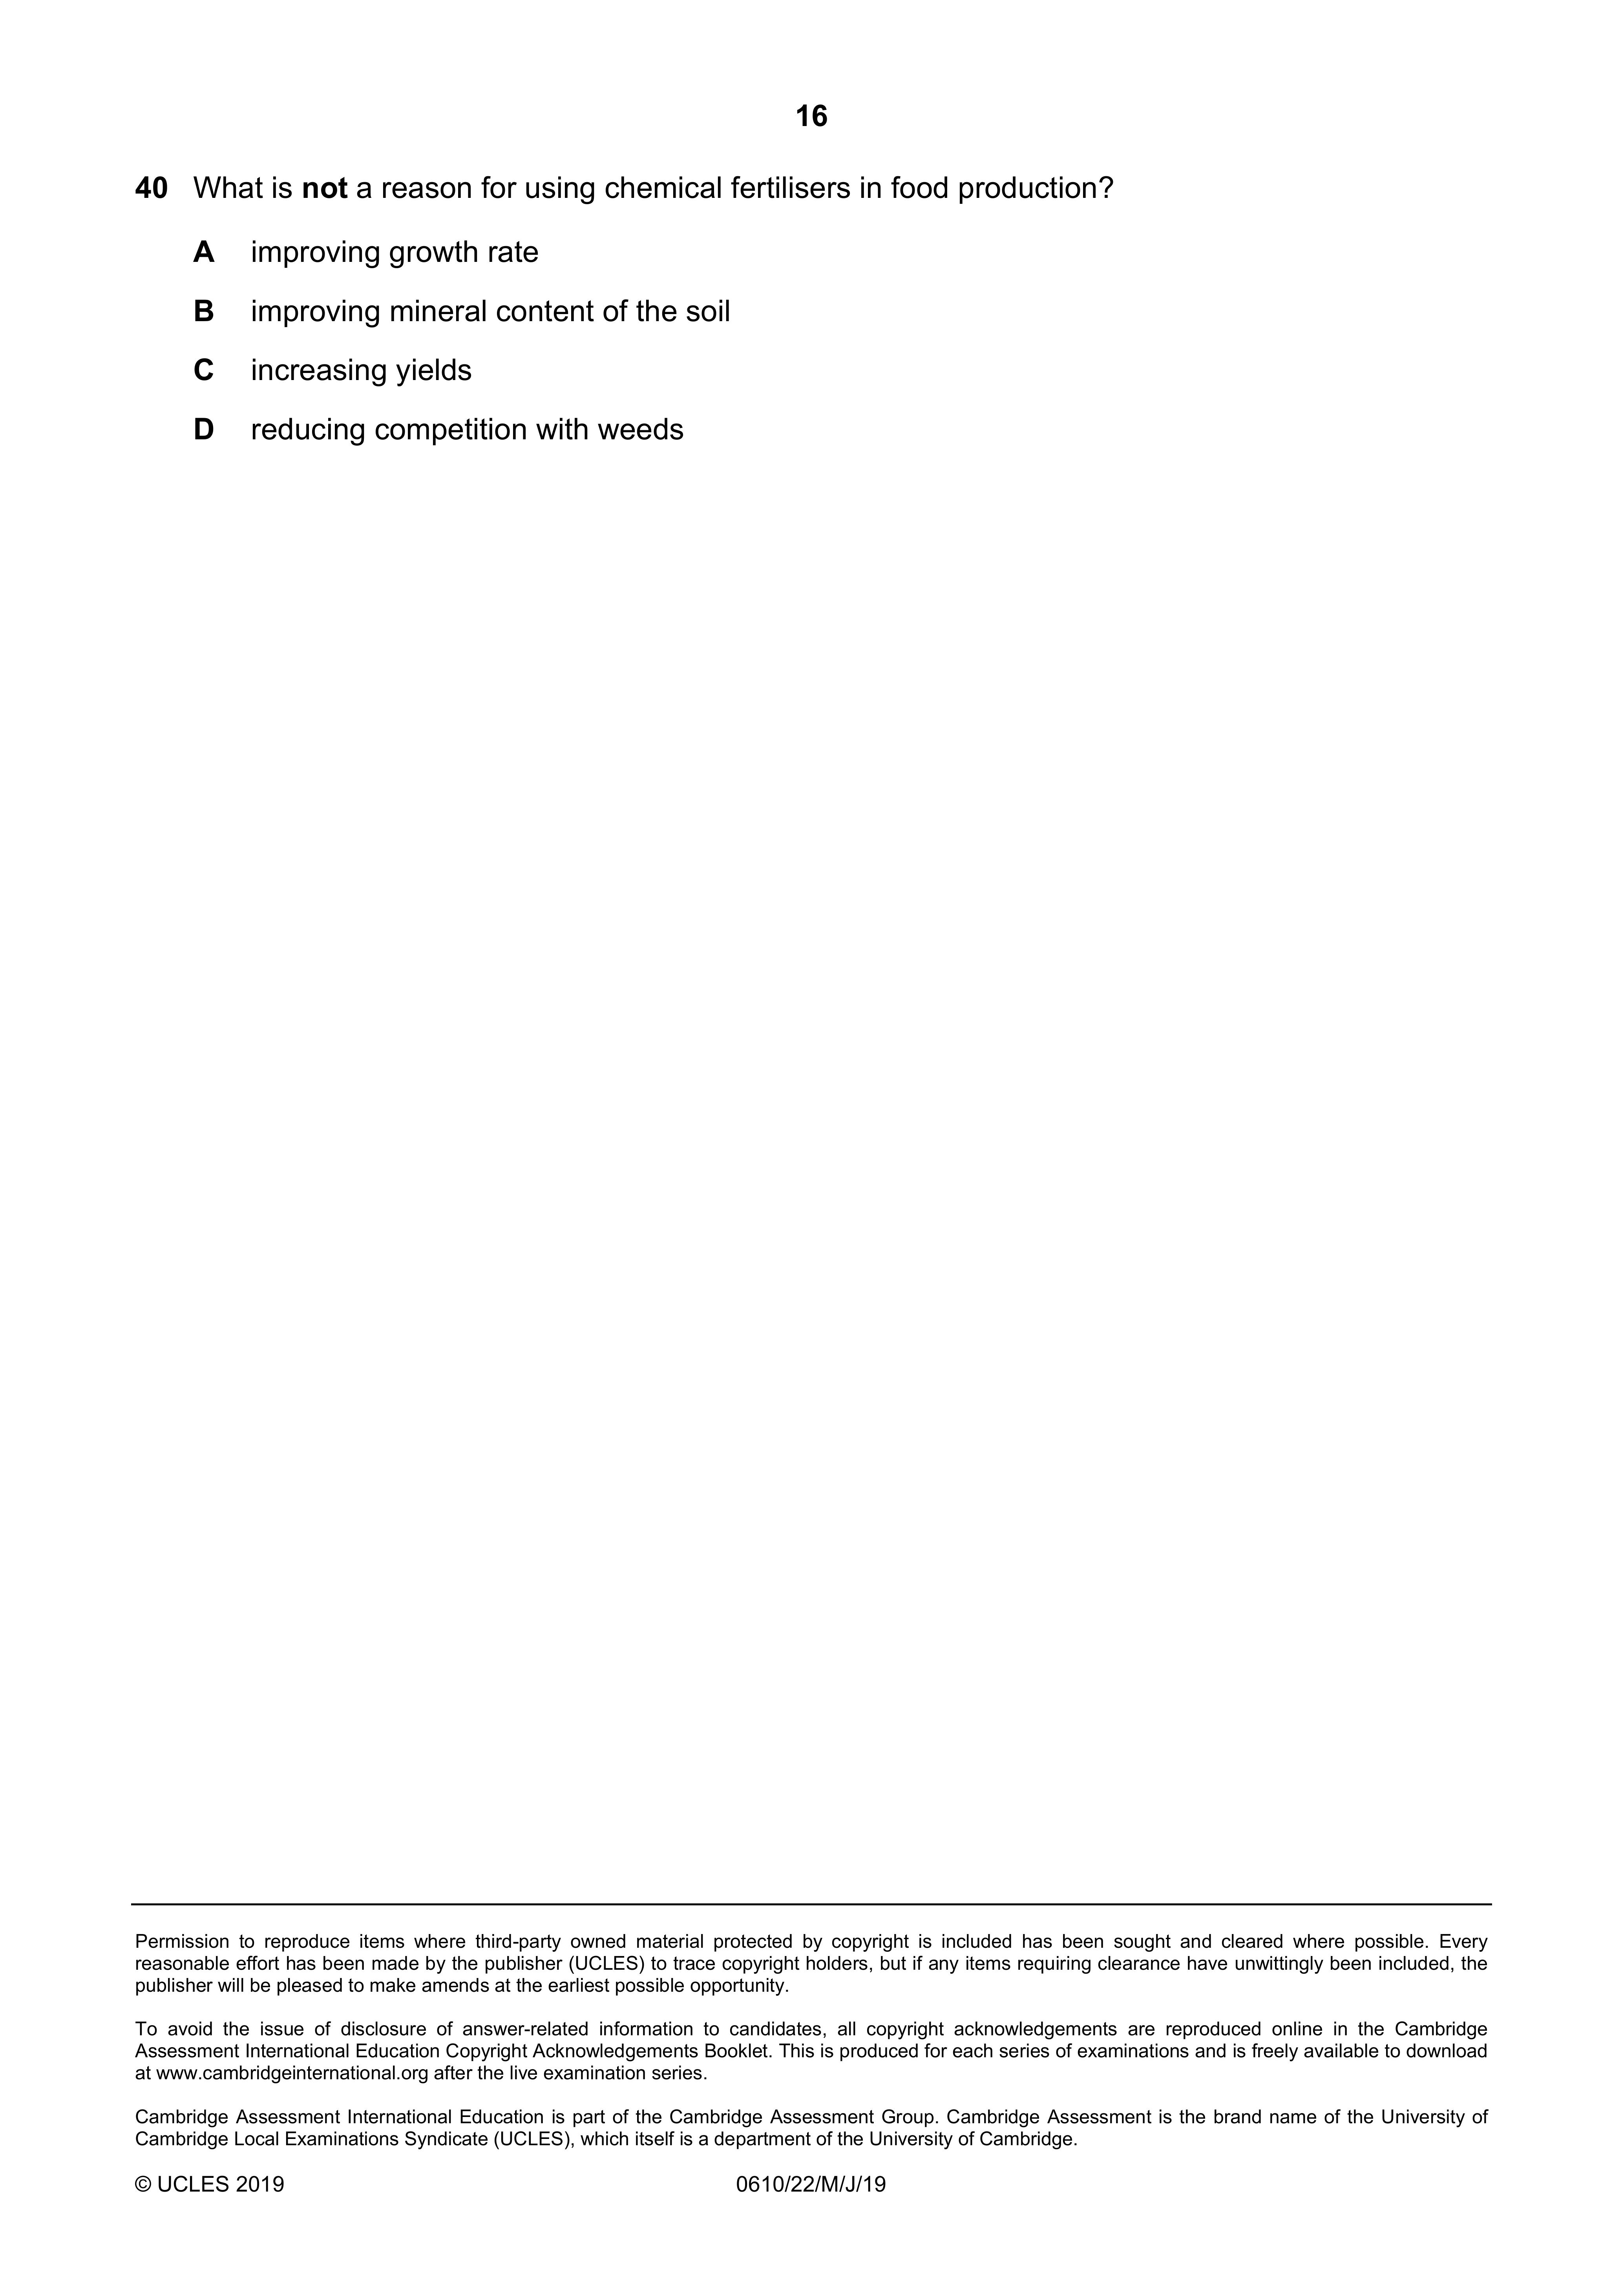 16
40 What is not a reason for using chemical fertilisers in food production?
A improving growth rate
B improving mineral content of the soil
C increasing yields
D reducing competition with weeds
Permission to reproduce items where third-party owned material protected by copyright is included has been sought and cleared where possible. Every
reasonable effort has been made by the publisher (UCLES) to trace copyright holders, but if any items requiring clearance have unwittingly been included, the
publisher will be pleased to make amends at the earliest possible opportunity.
To avoid the issue of disclosure of answer-related information to candidates, all copyright acknowledgements are reproduced online in the Cambridge
Assessment International Education Copyright Acknowledgements Booklet. This is produced for each series of examinations and is freely available to download
at www.cambridgeinternational.org after the live examination series.
Cambridge Assessment International Education is part of the Cambridge Assessment Group. Cambridge Assessment is the brand name of the University of
Cambridge Local Examinations Syndicate (UCLES), which itself is a department of the University of Cambridge.
© UCLES 2019 0610/22/M/J/19